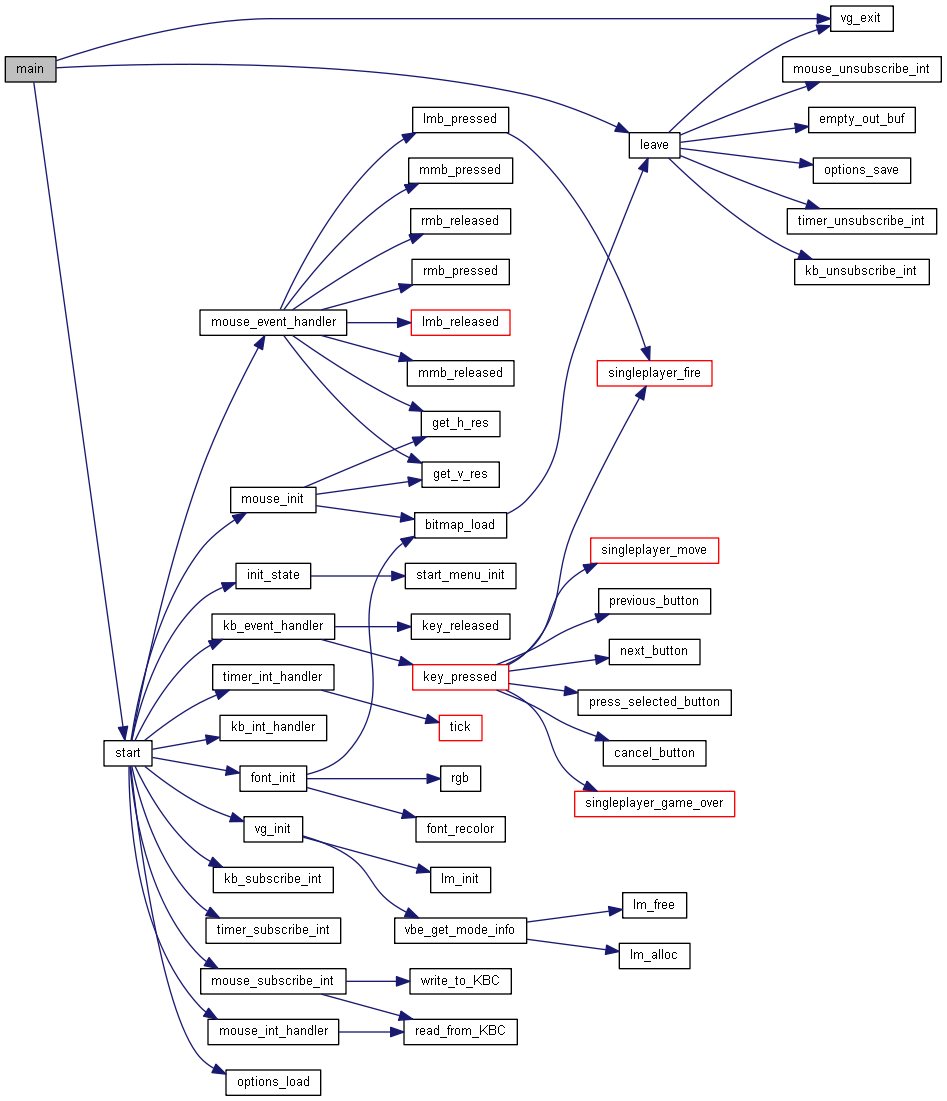 vg_exit
main
mouse_unsubscribe_int
lmb_pressed
empty_out_buf
leave
mmb_pressed
options_save
rmb_released
timer_unsubscribe_int
rmb_pressed
kb_unsubscribe_int
mouse_event_handler
lmb_released
mmb_released
singleplayer_fire
get_h_res
get_v_res
mouse_init
bitmap_load
singleplayer_move
init_state
start_menu_init
previous_button
kb_event_handler
key_released
next_button
timer_int_handler
key_pressed
press_selected_button
kb_int_handler
tick
start
cancel_button
font_init
rgb
singleplayer_game_over
vg_init
font_recolor
kb_subscribe_int
lm_init
lm_free
timer_subscribe_int
vbe_get_mode_info
lm_alloc
mouse_subscribe_int
write_to_KBC
mouse_int_handler
read_from_KBC
options_load